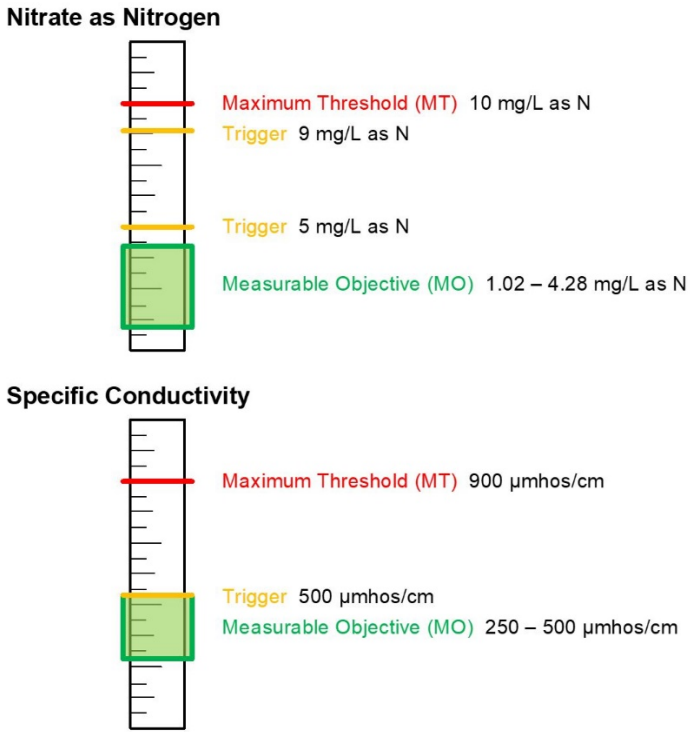 Nitrate as Nitrogen
Maximum Threshold (MT) 10 mg/L as N
Trigger 9 mg/L as N
Trigger 5 mg/L as N
Measurable Objective (MO) 1.02 – 4.28 mg/L as N
Specific Conductivity
Maximum Threshold (MT) 900 µmhos/cm
Trigger 500 µmhos/cm
Measurable Objective (MO) 250 – 500 µmhos/cm